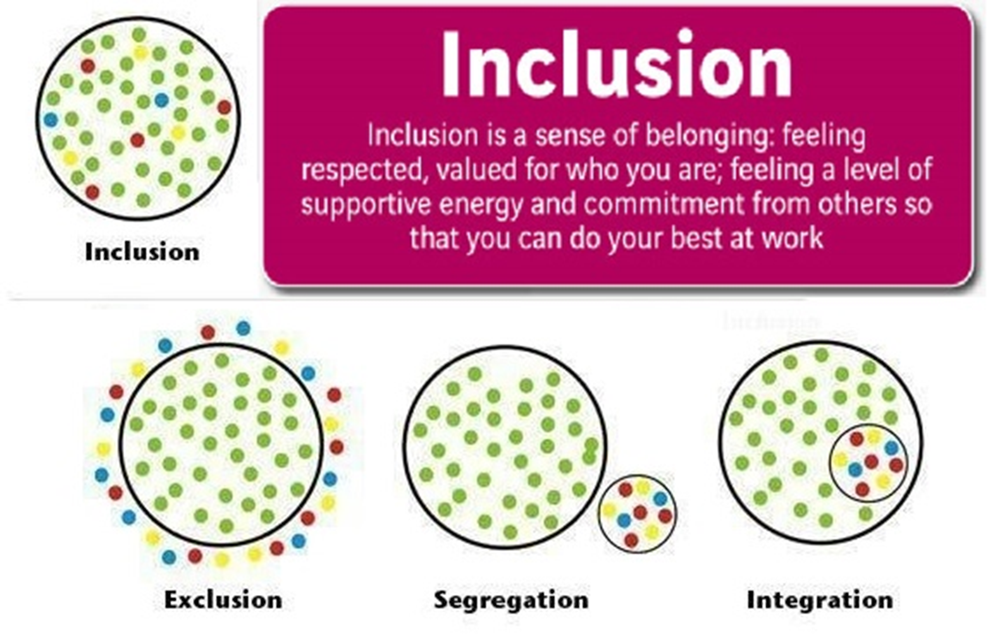 Inclusion
Inclusion is a sense of belonging: feeling
respected, valued for who you are; feeling a level of
supportive energy and commitment from others so
that you can do your best at work
Inclusion
Inclusion
Exclusion
Segregation
Integration